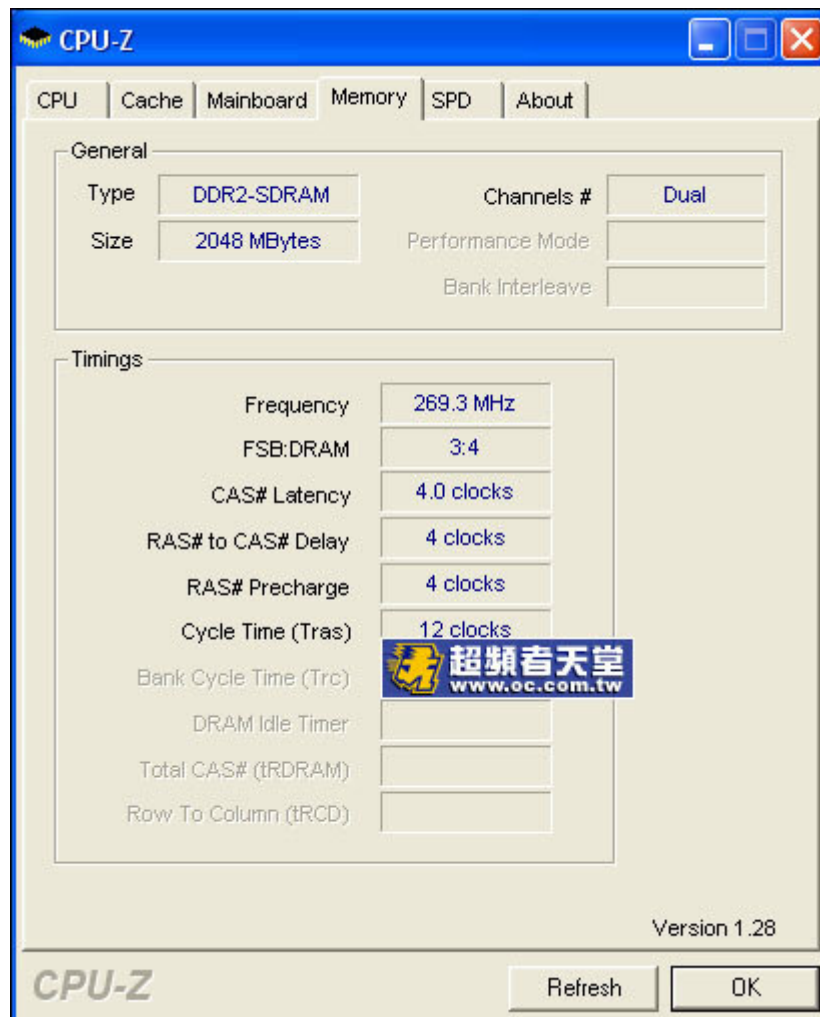 CPU-Z
CPU Cache Mainboard Memory SPD About
General
Type DDR2-SDRAM Channels # Dual
Size 2048 MBytes Performance Mode
Bank Interleave
Timings
Frequency 269.3 MHz
FSB:DRAM 3:4
CAS# Latency 4.0 clocks
RAS# to CAS# Delay 4 clocks
RAS# Precharge 4 clocks
Cycle Time (Tras) 12 clocks
超頻者天堂
Bank Cycle Time (Trc) www.oc.com.tw
DRAM Idle Timer
Total CAS# (tRDRAM)
Row To Column (tRCD)
Version 1.28
CPU-Z Refresh OK